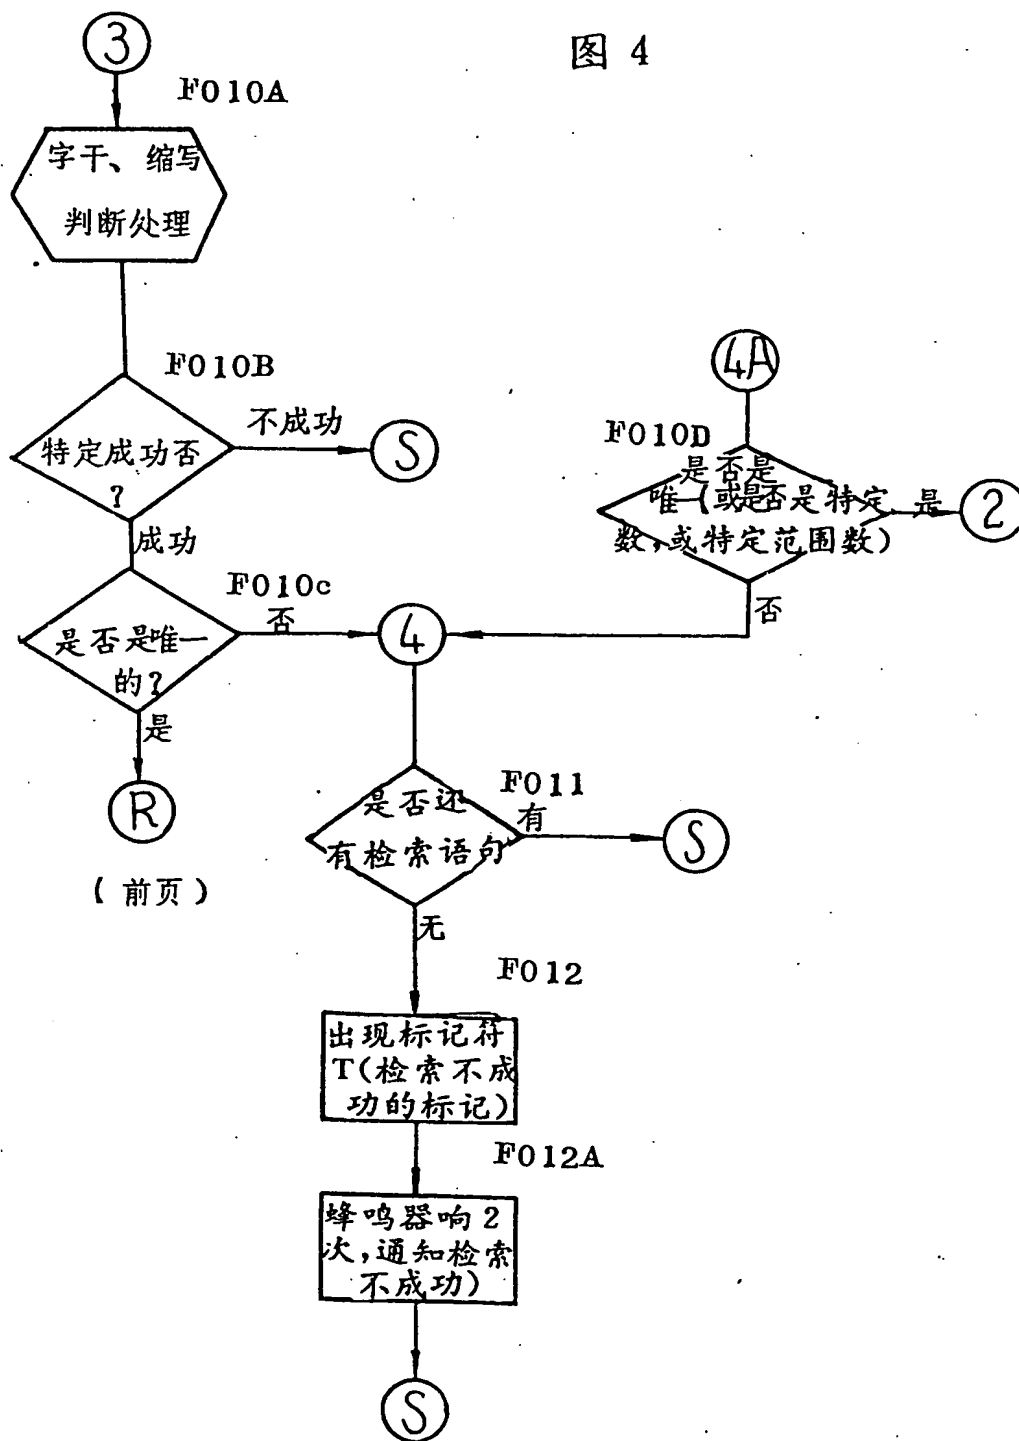 图 4
3
F010A
字干、缩写
判断处理
F010B
特定成功否
?
不成功
S
成功
F010c
是否是唯一
的?
否
是
R
(前页)
4A
F010D
是否是
唯一(或是否是特定
数,或特定范围数)
是
2
否
4
F011
是否还
有检索语句
有
S
无
F012
出现标记符
T(检索不成
功的标记)
F012A
蜂鸣器响2
次,通知检索
不成功)
S